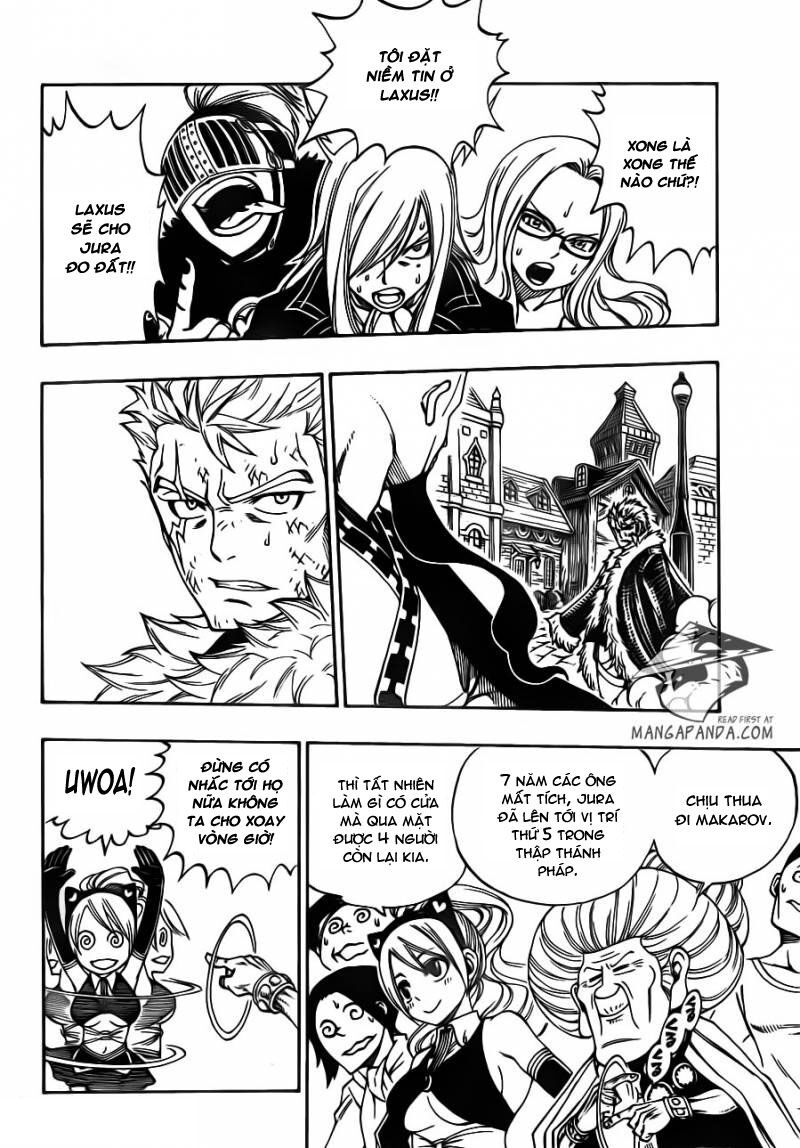 TÔI ĐẶT
NIỀM TIN Ở
LAXUS!!
XONG LÀ
XONG THẾ
NÀO CHỨ?!
LAXUS
SẼ CHO
JURA
ĐO ĐẤT!!
READ FIRST AT
MANGAPANDA.COM
UWOA!
ĐỪNG CÓ
NHẮC TỚI HỌ
NỮA KHÔNG
TA CHO XOAY
VÒNG GIỜ!
THÌ TẤT NHIÊN
LÀM GÌ CÓ CỬA
MÀ QUA MẶT
ĐƯỢC 4 NGƯỜI
CÒN LẠI KIA.
7 NĂM CÁC ÔNG
MẤT TÍCH, JURA
ĐÃ LÊN TỚI VỊ TRÍ
THỨ 5 TRONG
THẬP THÁNH
PHÁP.
CHỊU THUA
ĐI MAKAROV.